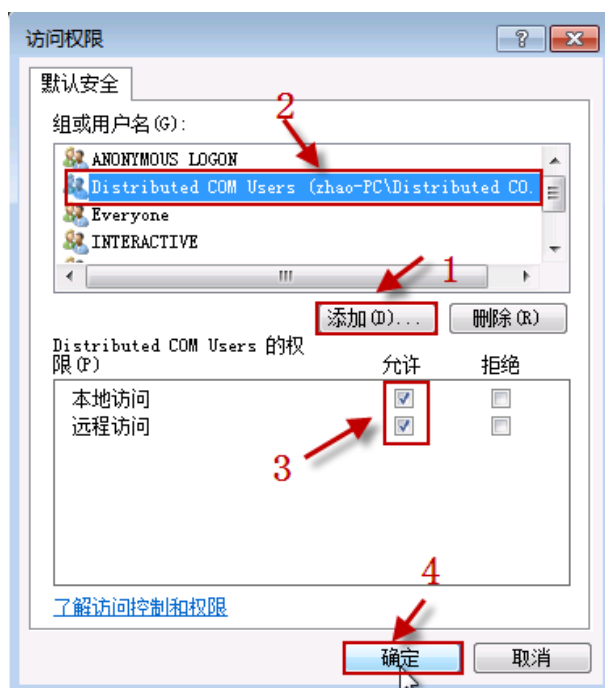 访问权限
默认安全
组或用户名(G):
2
ANONYMOUS LOGON
Distributed COM Users (zhao-PC\Distributed CO.
Everyone
INTERACTIVE
1
添加(D)... 删除(R)
Distributed COM Users 的权
限(P) 允许 拒绝
本地访问
远程访问
3
4
了解访问控制和权限
确定 取消